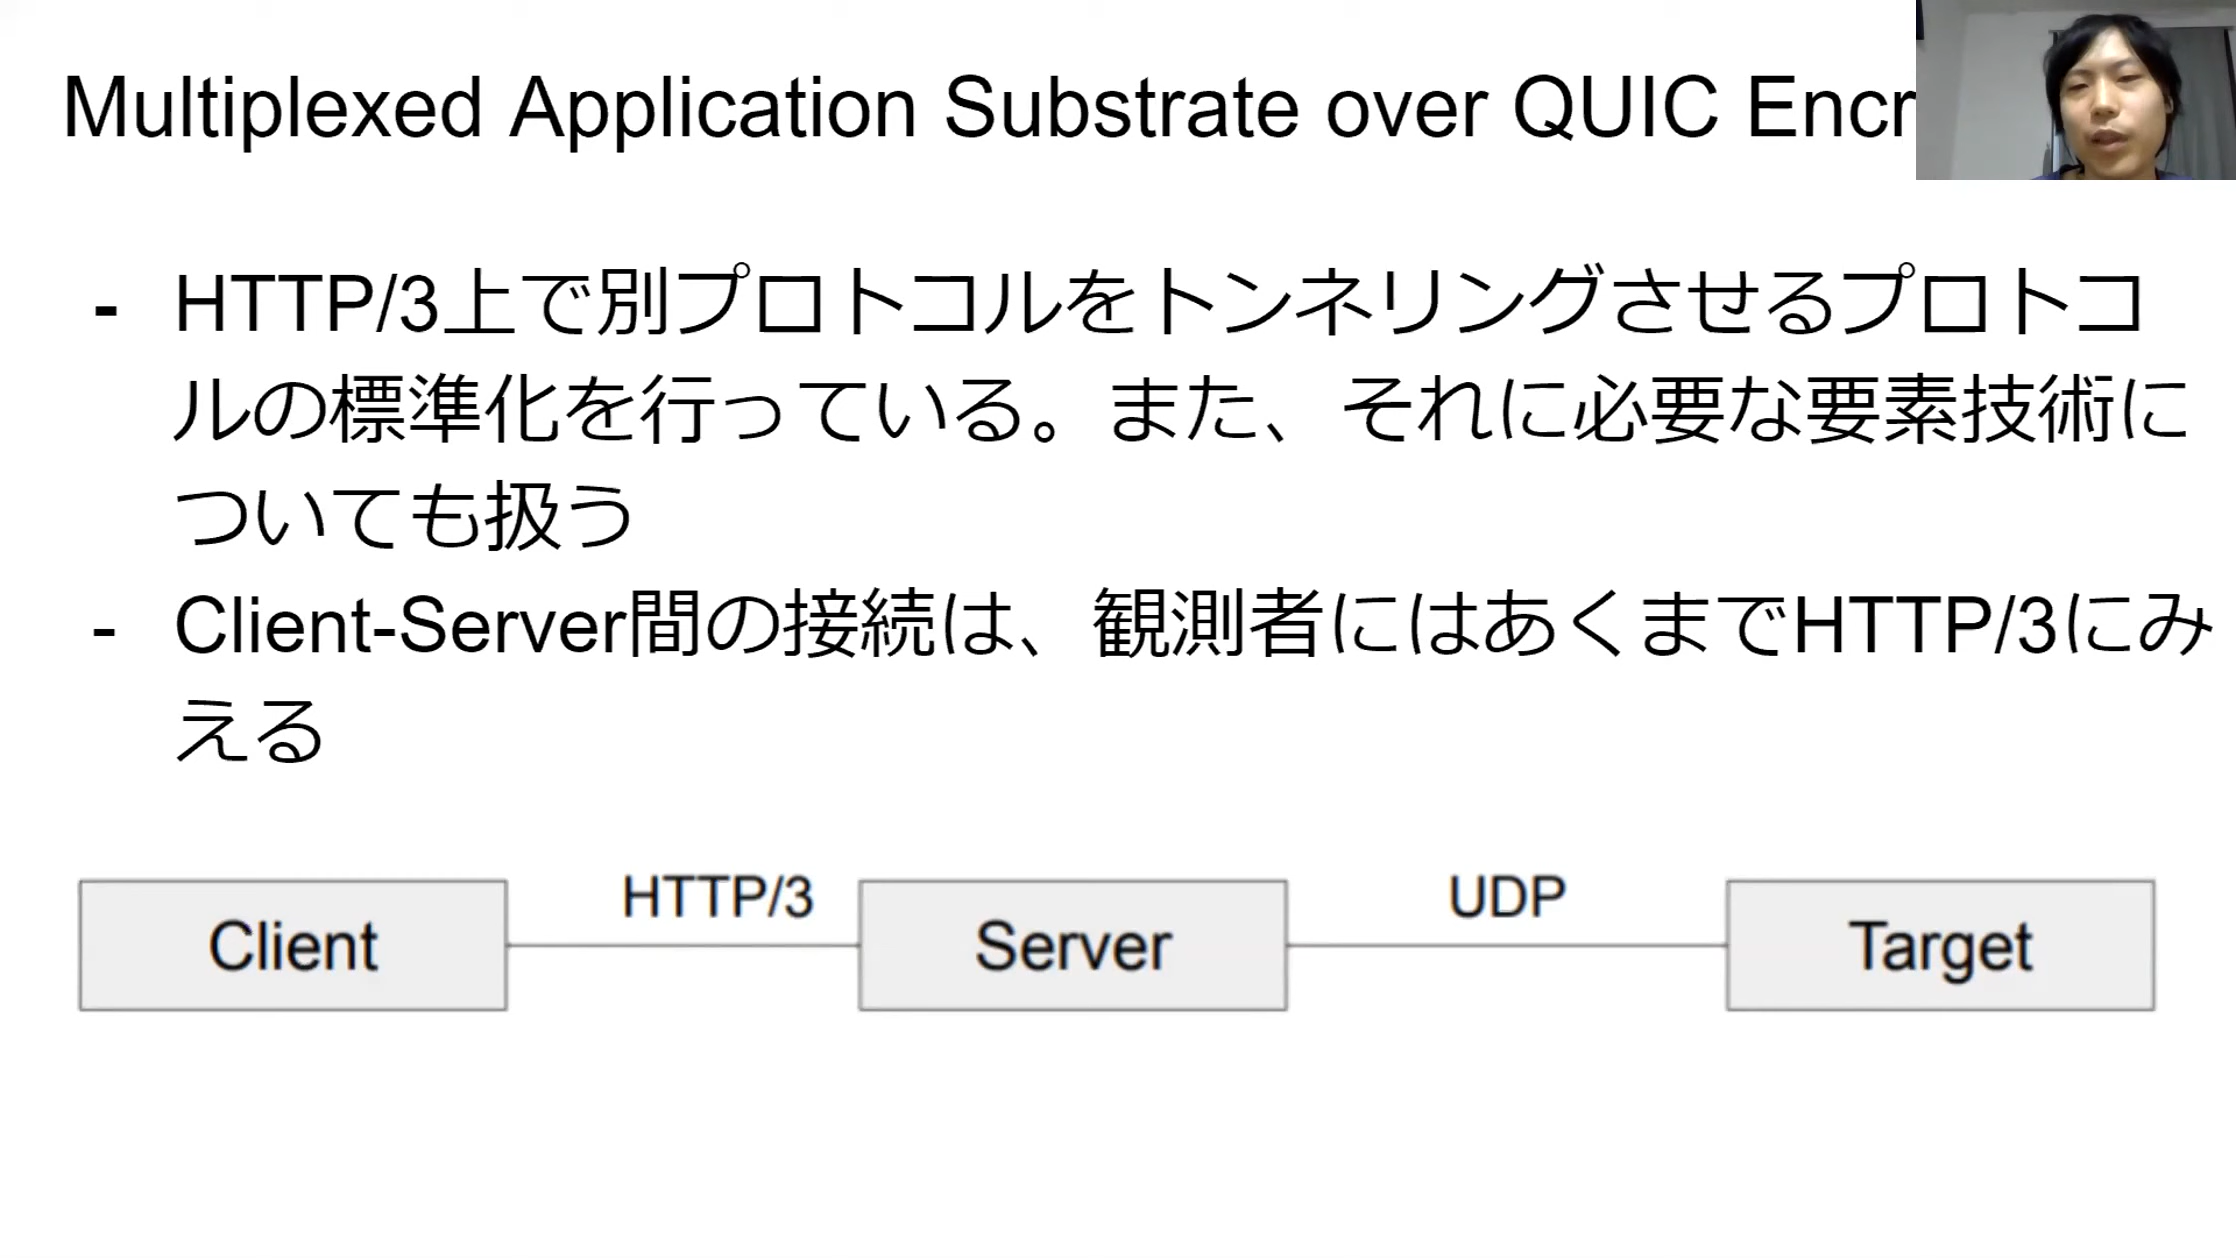 Multiplexed Application Substrate over QUIC Encr
- HTTP/3上で別プロトコルをトンネリングさせるプロトコ
ルの標準化を行っている。また、それに必要な要素技術に
ついても扱う
- Client-Server間の接続は、観測者にはあくまでHTTP/3にみ
える
Client
HTTP/3
Server
UDP
Target